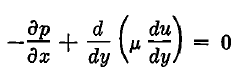 −∂p/∂x + d/dy (μ du/dy) = 0